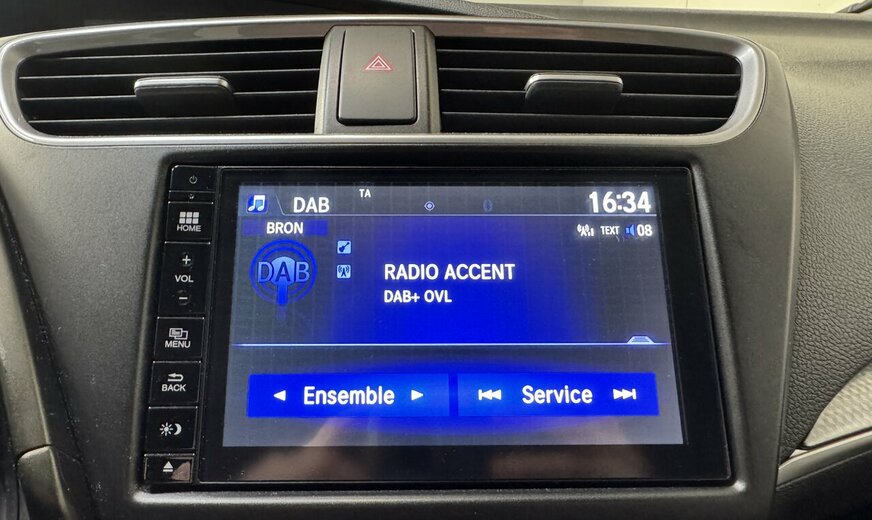 TA
DAB
16:34
BRON
TEXT 08
DAB
RADIO ACCENT
DAB+ OVL
Ensemble
Service
HOME
+
VOL
-
MENU
BACK